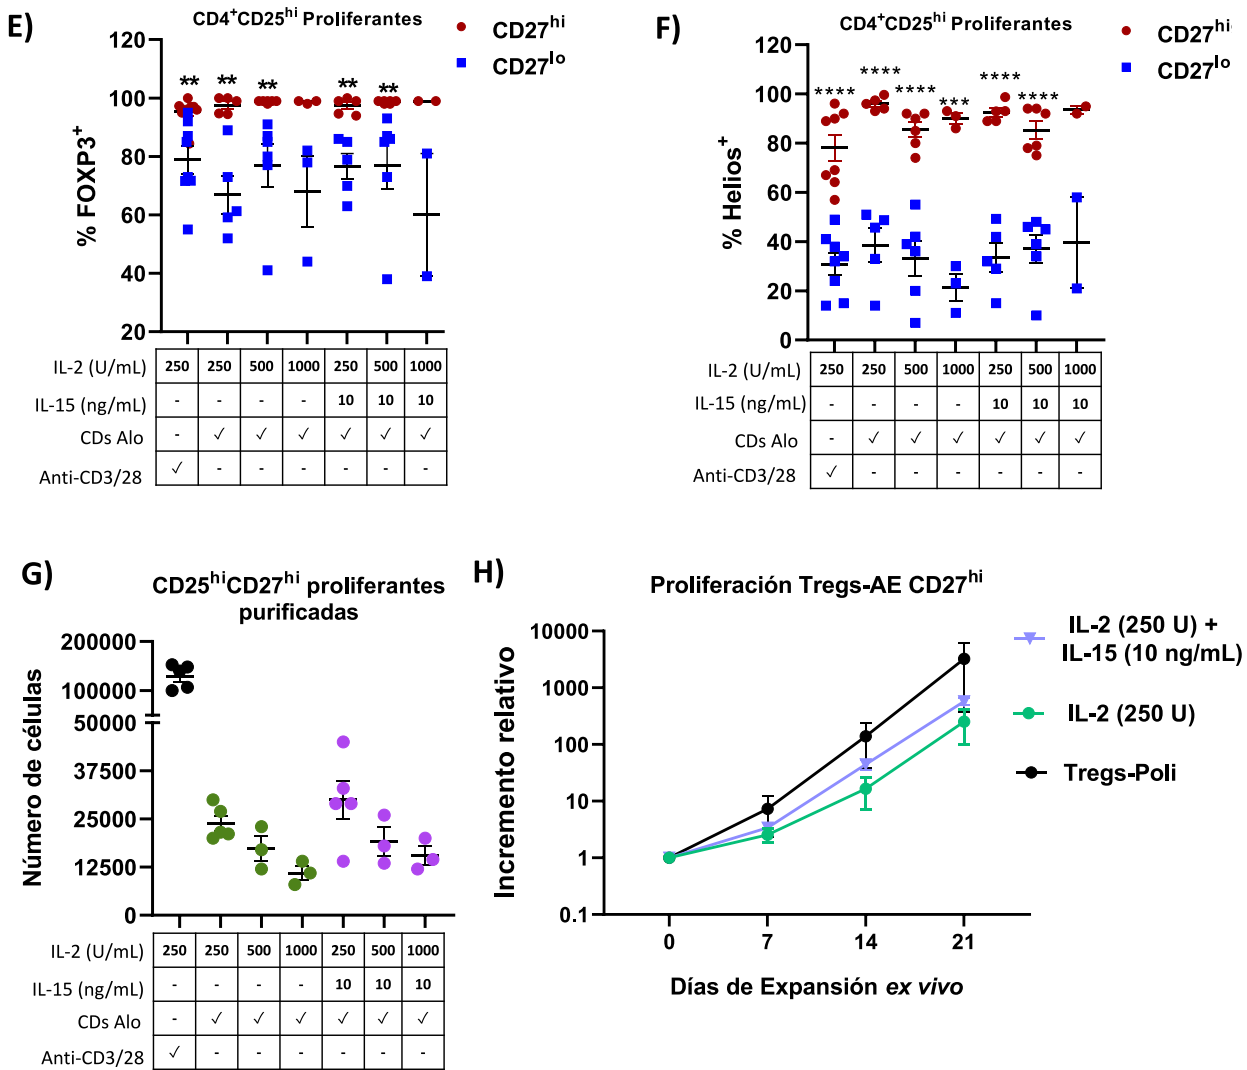 E)
CD4⁺CD25ʰⁱ Proliferantes
CD27ʰⁱ
CD27ˡᵒ
% FOXP3⁺
120
100
80
60
40
20
** ** ** ** **
IL-2 (U/mL) 250 250 500 1000 250 500 1000
IL-15 (ng/mL) - - - - 10 10 10
CDs Alo - ✓ ✓ ✓ ✓ ✓ ✓
Anti-CD3/28 ✓ - - - - - -
F)
CD4⁺CD25ʰⁱ Proliferantes
CD27ʰⁱ
CD27ˡᵒ
% Helios⁺
120
100
80
60
40
20
0
**** **** **** *** **** ****
IL-2 (U/mL) 250 250 500 1000 250 500 1000
IL-15 (ng/mL) - - - - 10 10 10
CDs Alo - ✓ ✓ ✓ ✓ ✓ ✓
Anti-CD3/28 ✓ - - - - - -
G)
CD25ʰⁱCD27ʰⁱ proliferantes
purificadas
Número de células
200000
100000
50000
37500
25000
12500
0
IL-2 (U/mL) 250 250 500 1000 250 500 1000
IL-15 (ng/mL) - - - - 10 10 10
CDs Alo - ✓ ✓ ✓ ✓ ✓ ✓
Anti-CD3/28 ✓ - - - - - -
H)
Proliferación Tregs-AE CD27ʰⁱ
Incremento relativo
10000
1000
100
10
1
0.1
0 7 14 21
Días de Expansión ex vivo
IL-2 (250 U) +
IL-15 (10 ng/mL)
IL-2 (250 U)
Tregs-Poli